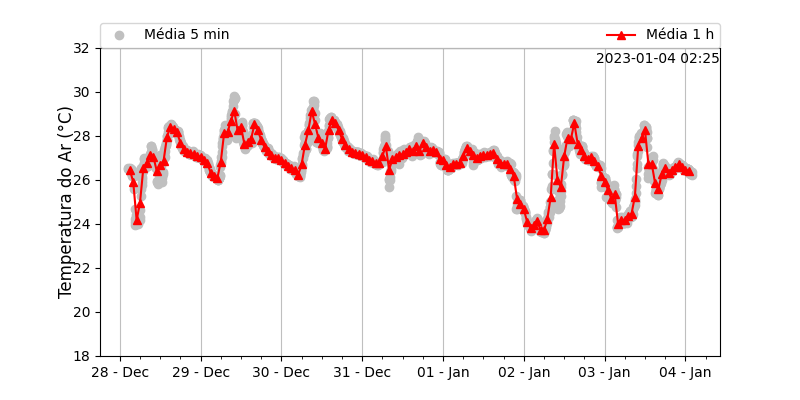 Média 5 min
Média 1 h
2023-01-04 02:25
Temperatura do Ar (°C)
32
30
28
26
24
22
20
18
28 - Dec
29 - Dec
30 - Dec
31 - Dec
01 - Jan
02 - Jan
03 - Jan
04 - Jan